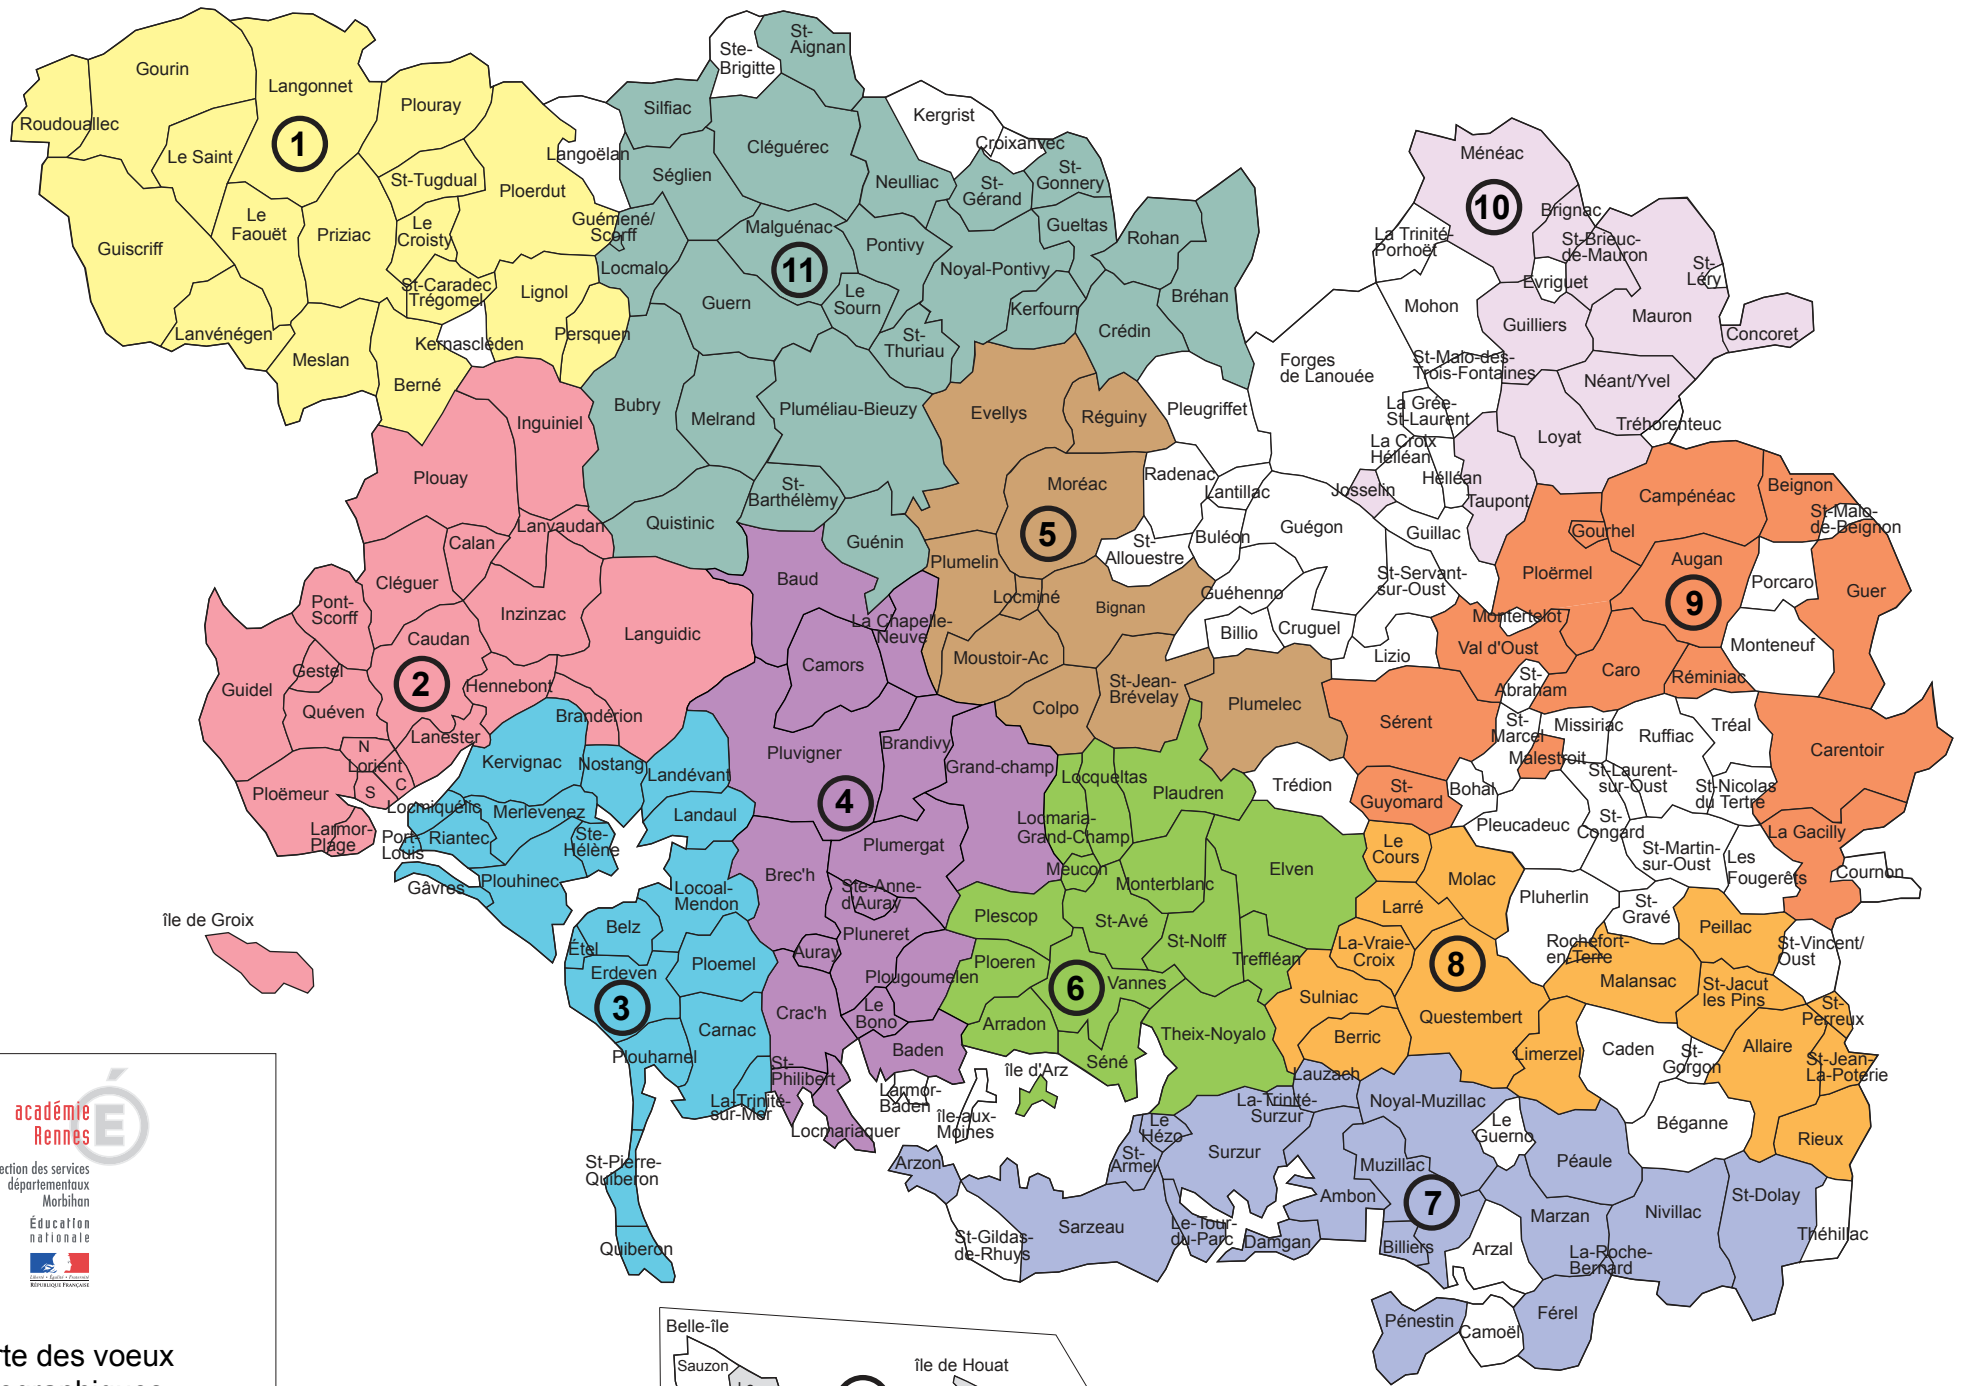 Gourin
Langonnet
Plouray
Roudouallec
1
Le Saint
St-Tugdual
Ploerdut
Langoëlan
Le
Faouët
Priziac
Le
Croisty
Guiscriff
Guémené/
Scorff
St-Caradec
Trégomel
Lignol
Lanvénégen
Kernascléden
Persquen
Meslan
Berné
Ste-
Brigitte
St-
Aignan
Silfiac
Kergrist
Croixanvec
Cléguérec
Séglien
Neulliac
St-
Gérand
St-
Gonnery
Malguénac
Gueltas
Rohan
Pontivy
11
Locmalo
Noyal-Pontivy
Guern
Le
Sourn
Kerfourn
Bréhan
Crédin
St-
Thuriau
Bubry
Melrand
Pluméliau-Bieuzy
St-
Barthélèmy
Quistinic
Guénin
Ménéac
10
Brignac
La Trinité-
Porhoët
St-Brieuc-
de-Mauron
St-
Léry
Evriguet
Mohon
Guilliers
Mauron
Concoret
Forges
de Lanouée
St-Malo-des-
Trois-Fontaines
Néant/Yvel
La Grée-
St-Laurent
Tréhorenteuc
Loyat
La Croix
Hélléan
Helléan
Josselin
Taupont
Evellys
Réguiny
Pleugriffet
Moréac
Radenac
Lantillac
5
Guégon
Guillac
Buléon
St-
Allouestre
Plumelin
Locminé
Bignan
Guéhenno
St-Servant-
sur-Oust
Billio
Cruguel
Lizio
Moustoir-Ac
St-Jean-
Brévelay
Colpo
Plumelec
Campénéac
Beignon
St-Malo-
de-Beignon
Gourhel
Augan
Ploërmel
Porcaro
Guer
9
Montertelot
Monteneuf
Val d'Oust
Caro
Réminiac
St-
Abraham
Sérent
St-
Marcel
Missiriac
Ruffiac
Tréal
Carentoir
Malestroit
Bohal
St-Laurent-
sur-Oust
St-Nicolas
du Tertre
St-
Guyomard
Trédion
Pleucadeuc
St-
Congard
La Gacilly
St-Martin-
sur-Oust
Les
Fougerêts
Cournon
Inguiniel
Plouay
Lanvaudan
Calan
Cléguer
Pont-
Scorff
Inzinzac
Languidic
Caudan
Gestel
2
Guidel
Hennebont
Quéven
Brandérion
Lanester
N
Lorient
S
C
Ploëmeur
Larmor-
Plage
île de Groix
Kervignac
Nostang
Landévant
Locmiquélic
Merlevenez
Landaul
Port-
Louis
Riantec
Ste-
Hélène
Gâvres
Plouhinec
Locoal-
Mendon
Belz
Étel
Erdeven
Ploemel
3
Carnac
Plouharnel
La-Trinité-
sur-Mer
St-Pierre-
Quiberon
Quiberon
Baud
La Chapelle-
Neuve
Camors
Pluvigner
Brandivy
Grand-champ
4
Plumergat
Brec'h
Ste-Anne-
d'Auray
Pluneret
Auray
Plougoumelen
Crac'h
Le
Bono
Baden
St-
Philibert
Larmor-
Baden
Locmariaquer
île-aux-
Moines
île d'Arz
Locqueltas
Plaudren
Locmaria-
Grand-Champ
Meucon
Monterblanc
Elven
Plescop
St-Avé
St-Nolff
Treffléan
Ploeren
6
Vannes
Arradon
Theix-Noyalo
Séné
Le
Cours
Molac
Larré
Pluherlin
St-
Gravé
Peillac
La-Vraie-
Croix
8
Rochefort-
en-Terre
St-Vincent/
Oust
Malansac
St-Jacut
les Pins
Sulniac
Questembert
St-
Perreux
Berric
Limerzel
Caden
St-
Gorgon
Allaire
St-Jean-
La-Poterie
Béganne
Rieux
Lauzach
La-Trinité-
Surzur
Noyal-Muzillac
Le
Guerno
Le
Hézo
St-
Armel
Surzur
Muzillac
Péaule
Arzon
7
Ambon
Sarzeau
St-Gildas-
de-Rhuys
Le-Tour-
du-Parc
Damgan
Billiers
Arzal
Marzan
Nivillac
St-Dolay
Théhillac
La-Roche-
Bernard
Férel
Pénestin
Camoël
académie
Rennes
É
ection des services
départementaux
Morbihan
Éducation
nationale
Liberté • Égalité • Fraternité
RÉPUBLIQUE FRANÇAISE
rte des voeux
Belle-île
Sauzon
île de Houat